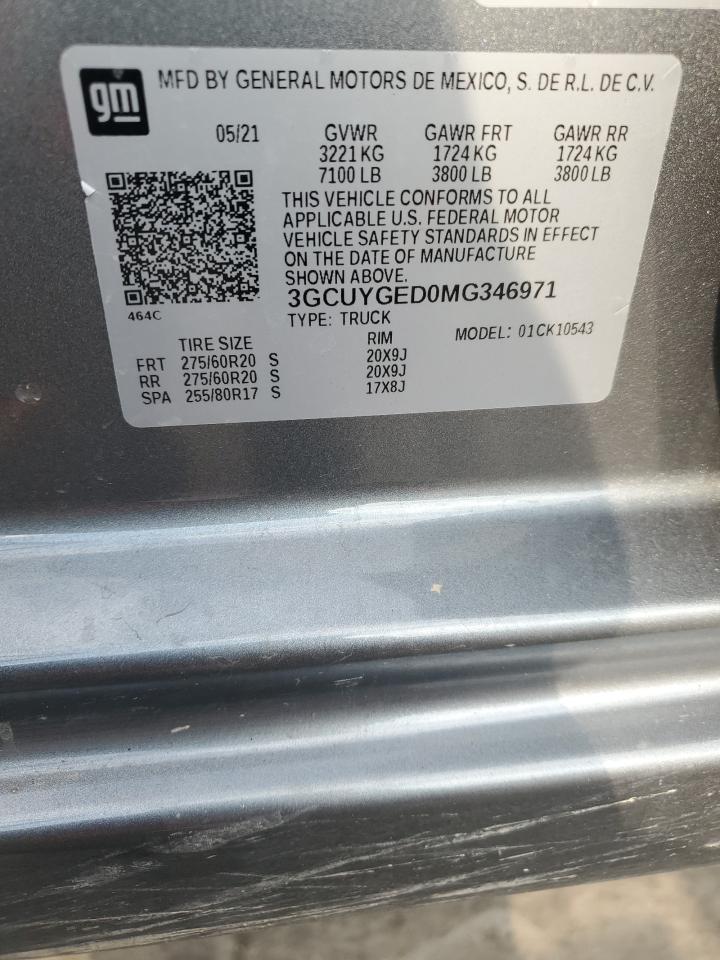 gm
MFD BY GENERAL MOTORS DE MEXICO, S. DE R.L. DE C.V.
05/21 GVWR GAWR FRT GAWR RR
3221 KG 1724 KG 1724 KG
7100 LB 3800 LB 3800 LB
THIS VEHICLE CONFORMS TO ALL
APPLICABLE U.S. FEDERAL MOTOR
VEHICLE SAFETY STANDARDS IN EFFECT
ON THE DATE OF MANUFACTURE
SHOWN ABOVE.
464C
3GCUYGED0MG346971
TYPE: TRUCK MODEL: 01CK10543
TIRE SIZE RIM
FRT 275/60R20 S 20X9J
RR 275/60R20 S 20X9J
SPA 255/80R17 S 17X8J